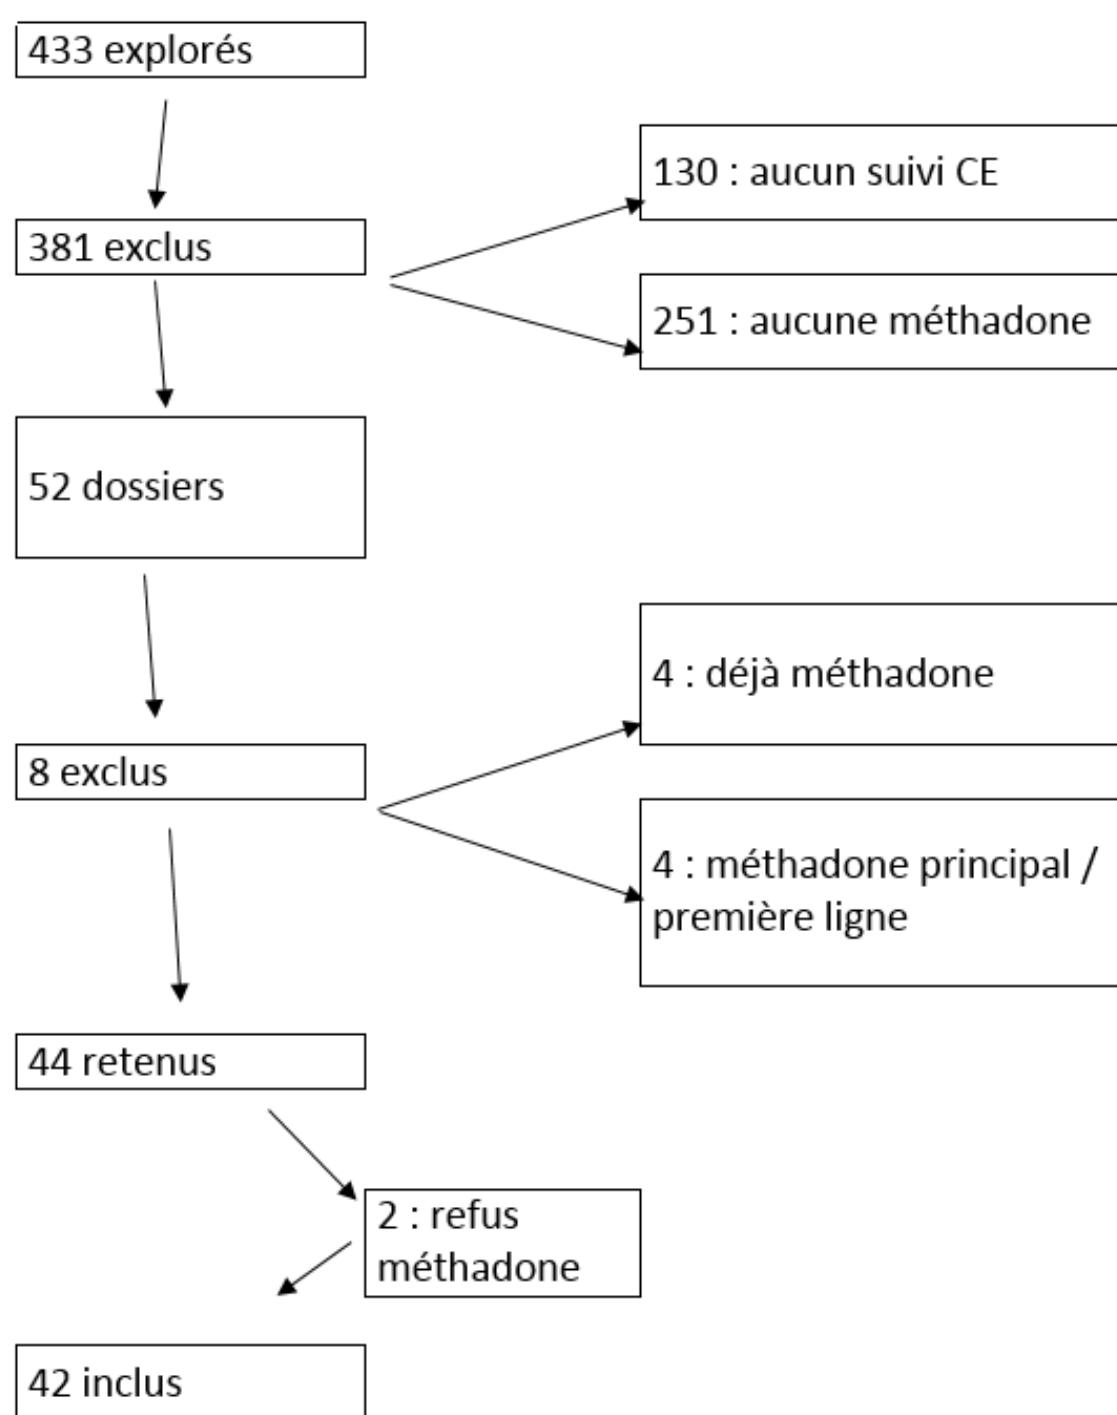 433 explorés
130 : aucun suivi CE
381 exclus
251 : aucune méthadone
52 dossiers
4 : déjà méthadone
8 exclus
4 : méthadone principal /
première ligne
44 retenus
2 : refus
méthadone
42 inclus